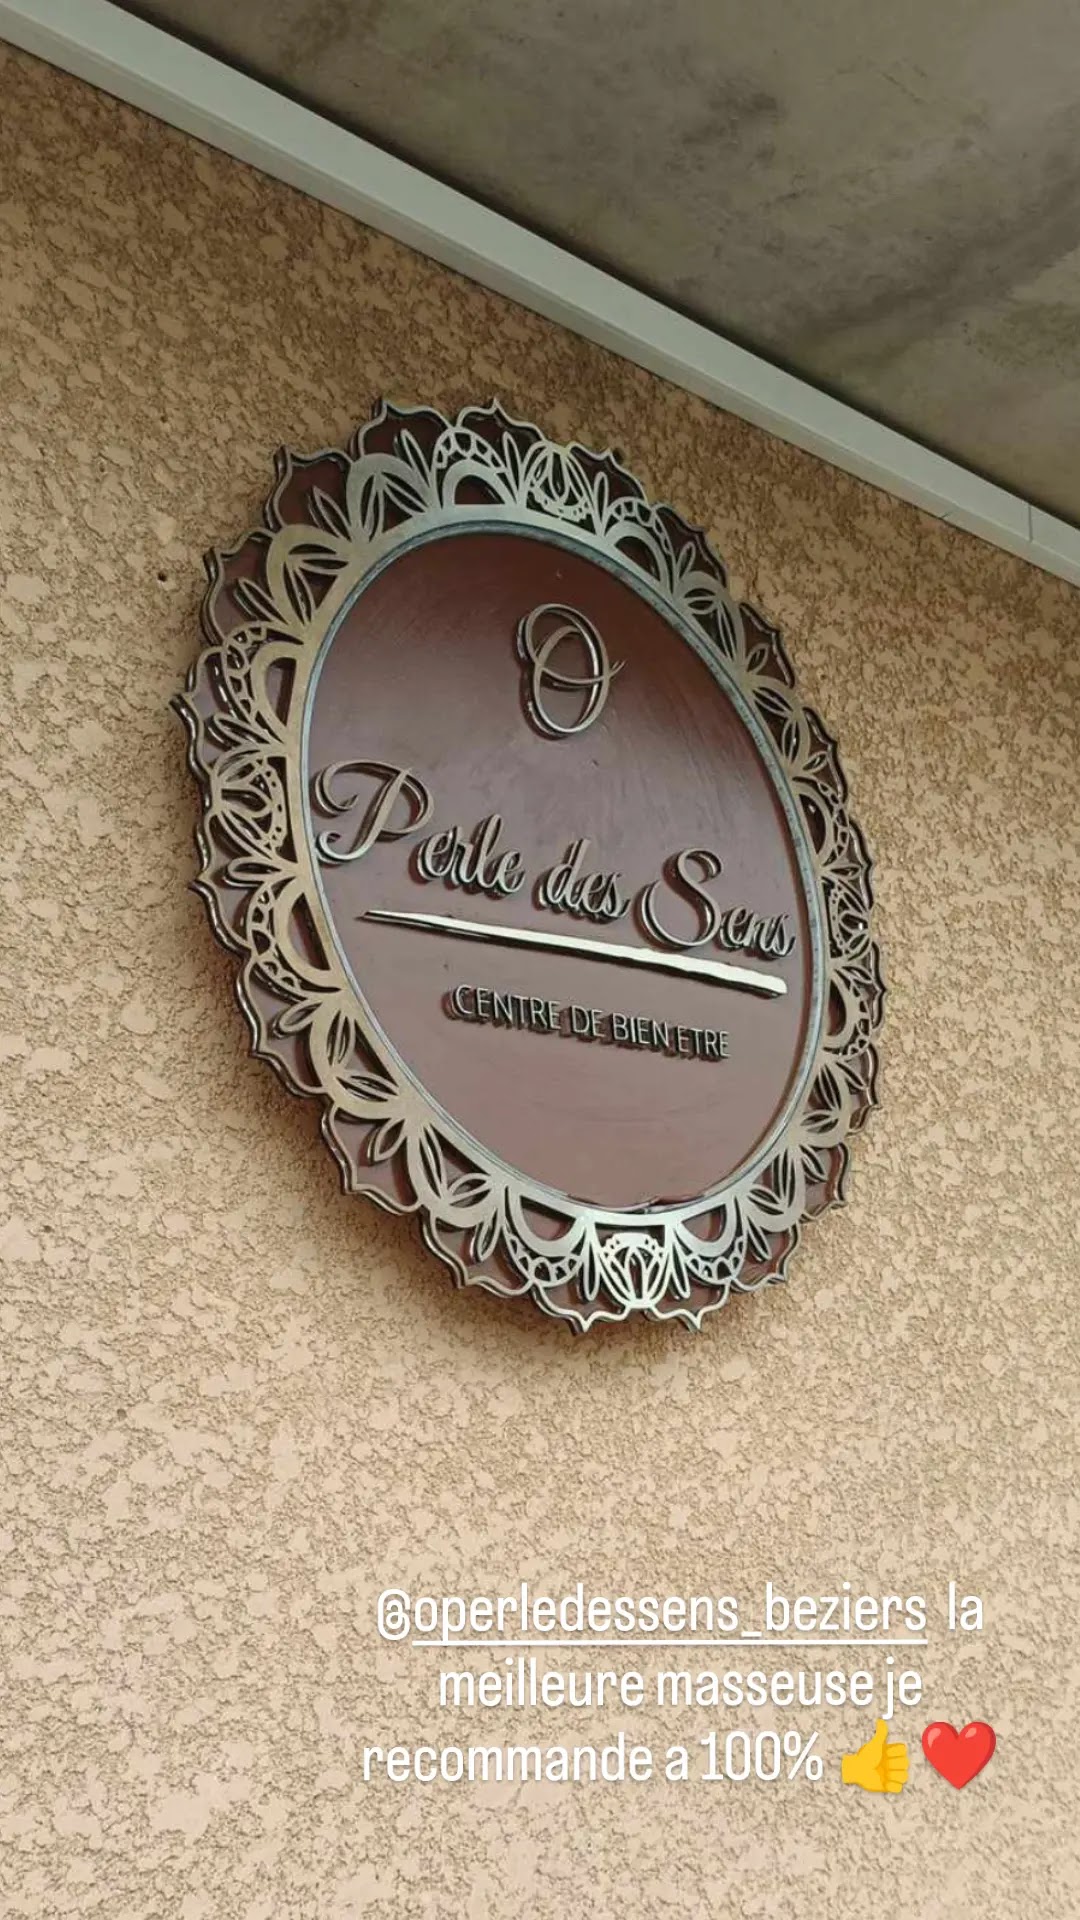 O
Perle des Sens
CENTRE DE BIEN ETRE
@operledessens_beziers la
meilleure masseuse je
recommande a 100% 👍❤️